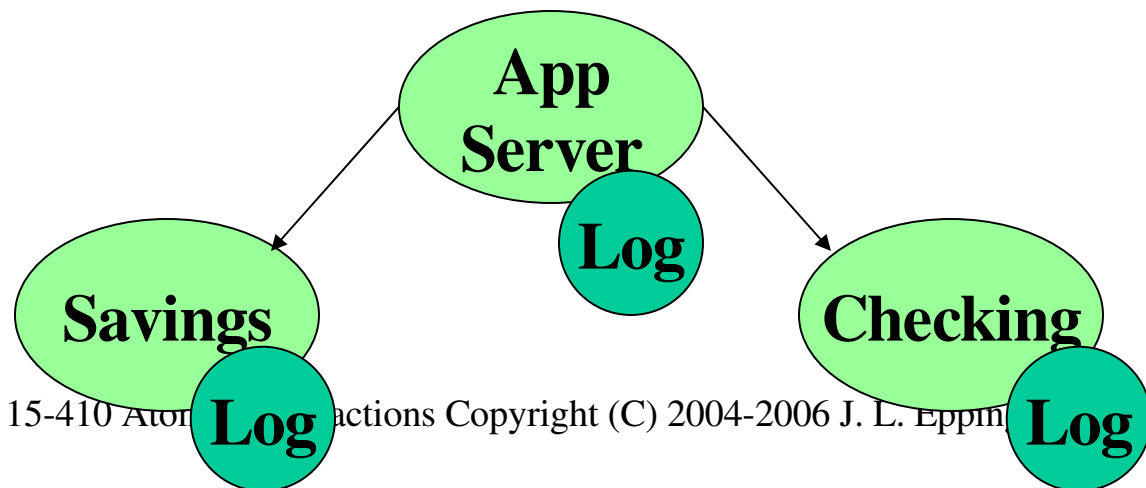 App
Server
Log
Savings
Checking
15-410 actions Copyright (C) 2004-2006 J. L.
Log
Log